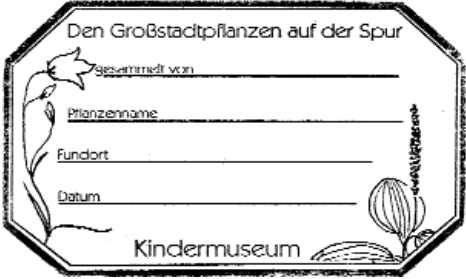 Den Großstadtpflanzen auf der Spur
gesammelt von
Pflanzenname
Fundort
Datum
Kindermuseum